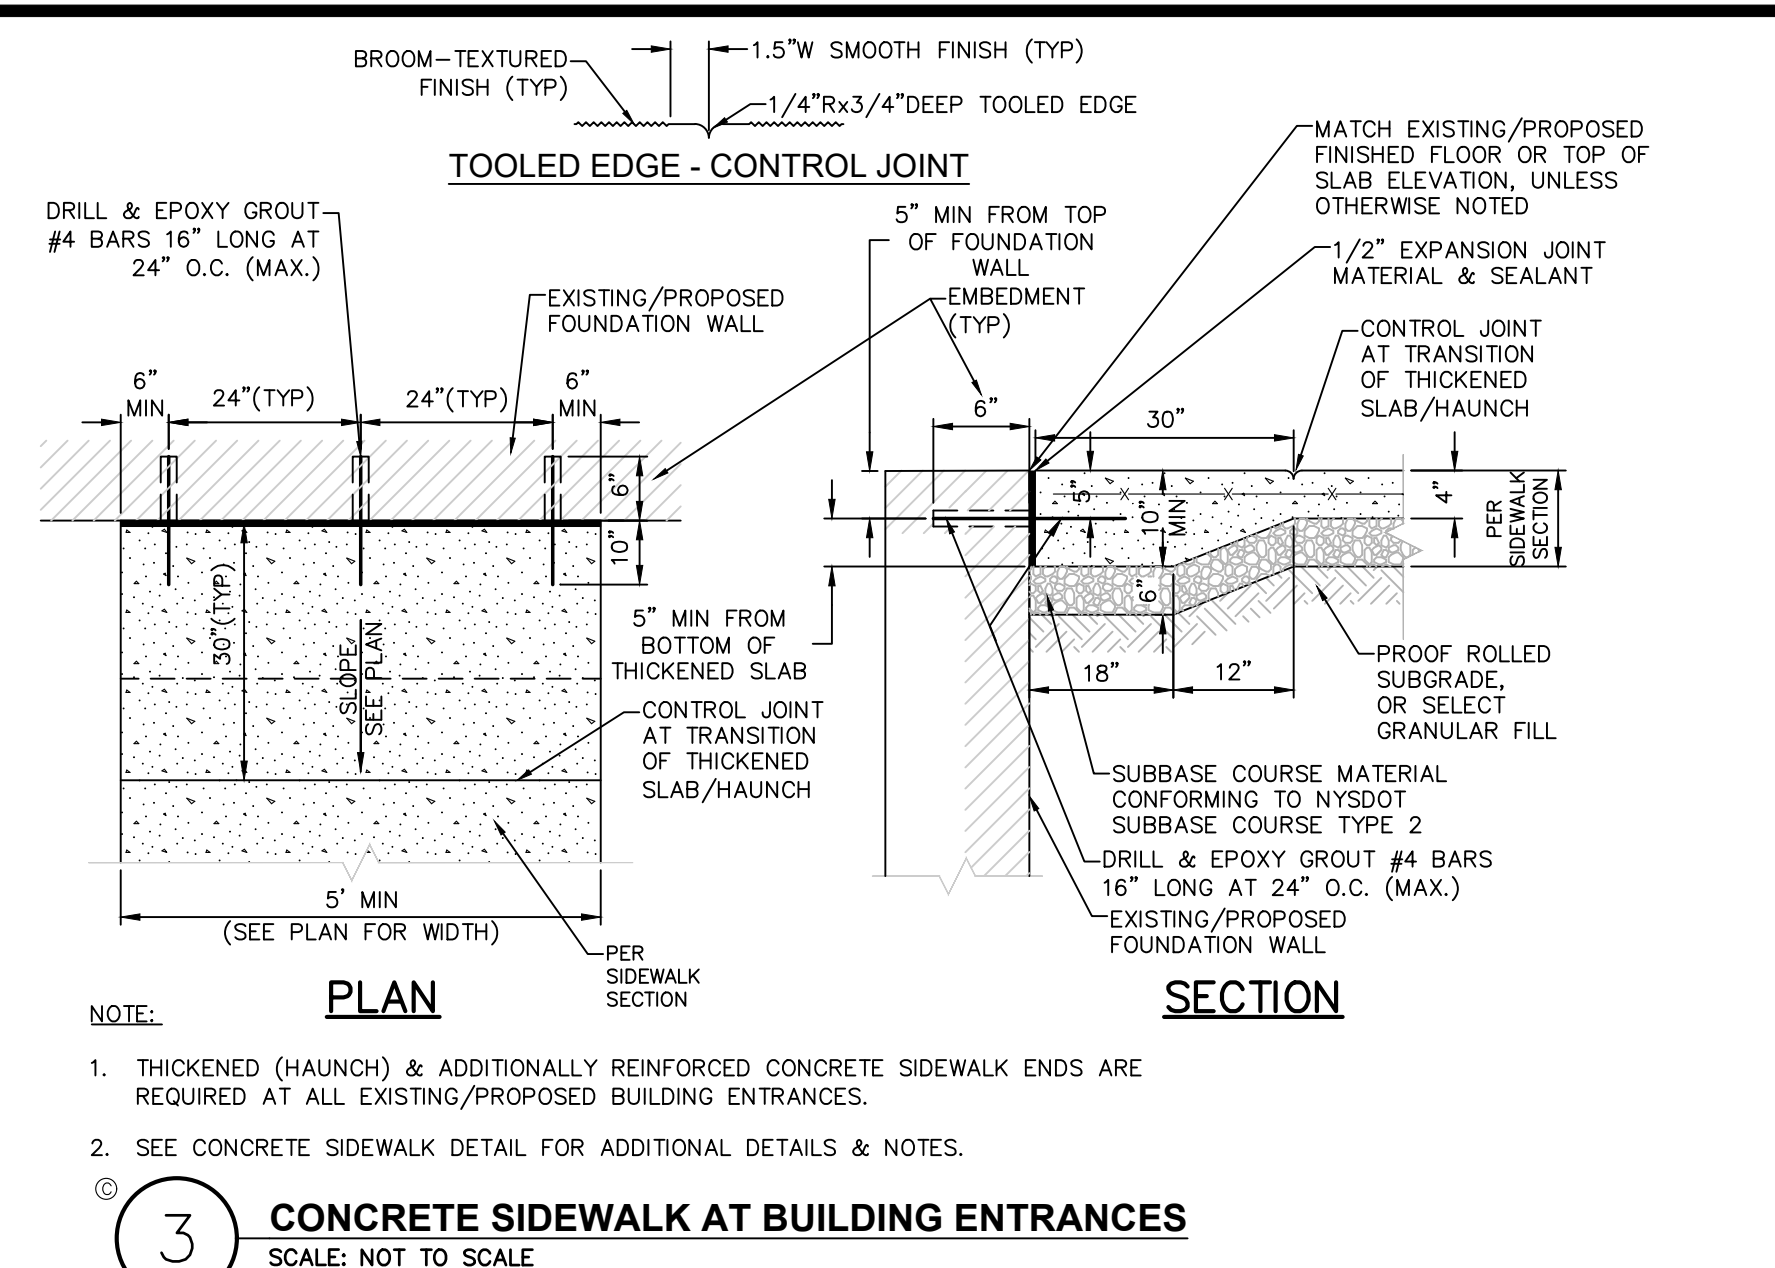 BROOM-TEXTURED
FINISH (TYP)
1.5"W SMOOTH FINISH (TYP)
1/4"Rx3/4"DEEP TOOLED EDGE
TOOLED EDGE - CONTROL JOINT
DRILL & EPOXY GROUT
#4 BARS 16" LONG AT
24" O.C. (MAX.)
EXISTING/PROPOSED
FOUNDATION WALL
6"
MIN
24"(TYP)
24"(TYP)
6"
MIN
6"
10"
30"(TYP)
SLOPE
SEE PLAN
5" MIN FROM
BOTTOM OF
THICKENED SLAB
CONTROL JOINT
AT TRANSITION
OF THICKENED
SLAB/HAUNCH
5' MIN
(SEE PLAN FOR WIDTH)
PER
SIDEWALK
SECTION
PLAN
5" MIN FROM TOP
OF FOUNDATION
WALL
EMBEDMENT
(TYP)
MATCH EXISTING/PROPOSED
FINISHED FLOOR OR TOP OF
SLAB ELEVATION, UNLESS
OTHERWISE NOTED
1/2" EXPANSION JOINT
MATERIAL & SEALANT
CONTROL JOINT
AT TRANSITION
OF THICKENED
SLAB/HAUNCH
6"
30"
5"
10"
MIN
4"
PER
SIDEWALK
SECTION
6"
18"
12"
PROOF ROLLED
SUBGRADE,
OR SELECT
GRANULAR FILL
SUBBASE COURSE MATERIAL
CONFORMING TO NYSDOT
SUBBASE COURSE TYPE 2
DRILL & EPOXY GROUT #4 BARS
16" LONG AT 24" O.C. (MAX.)
EXISTING/PROPOSED
FOUNDATION WALL
SECTION
NOTE:
1. THICKENED (HAUNCH) & ADDITIONALLY REINFORCED CONCRETE SIDEWALK ENDS ARE
REQUIRED AT ALL EXISTING/PROPOSED BUILDING ENTRANCES.
2. SEE CONCRETE SIDEWALK DETAIL FOR ADDITIONAL DETAILS & NOTES.
©
3
CONCRETE SIDEWALK AT BUILDING ENTRANCES
SCALE: NOT TO SCALE